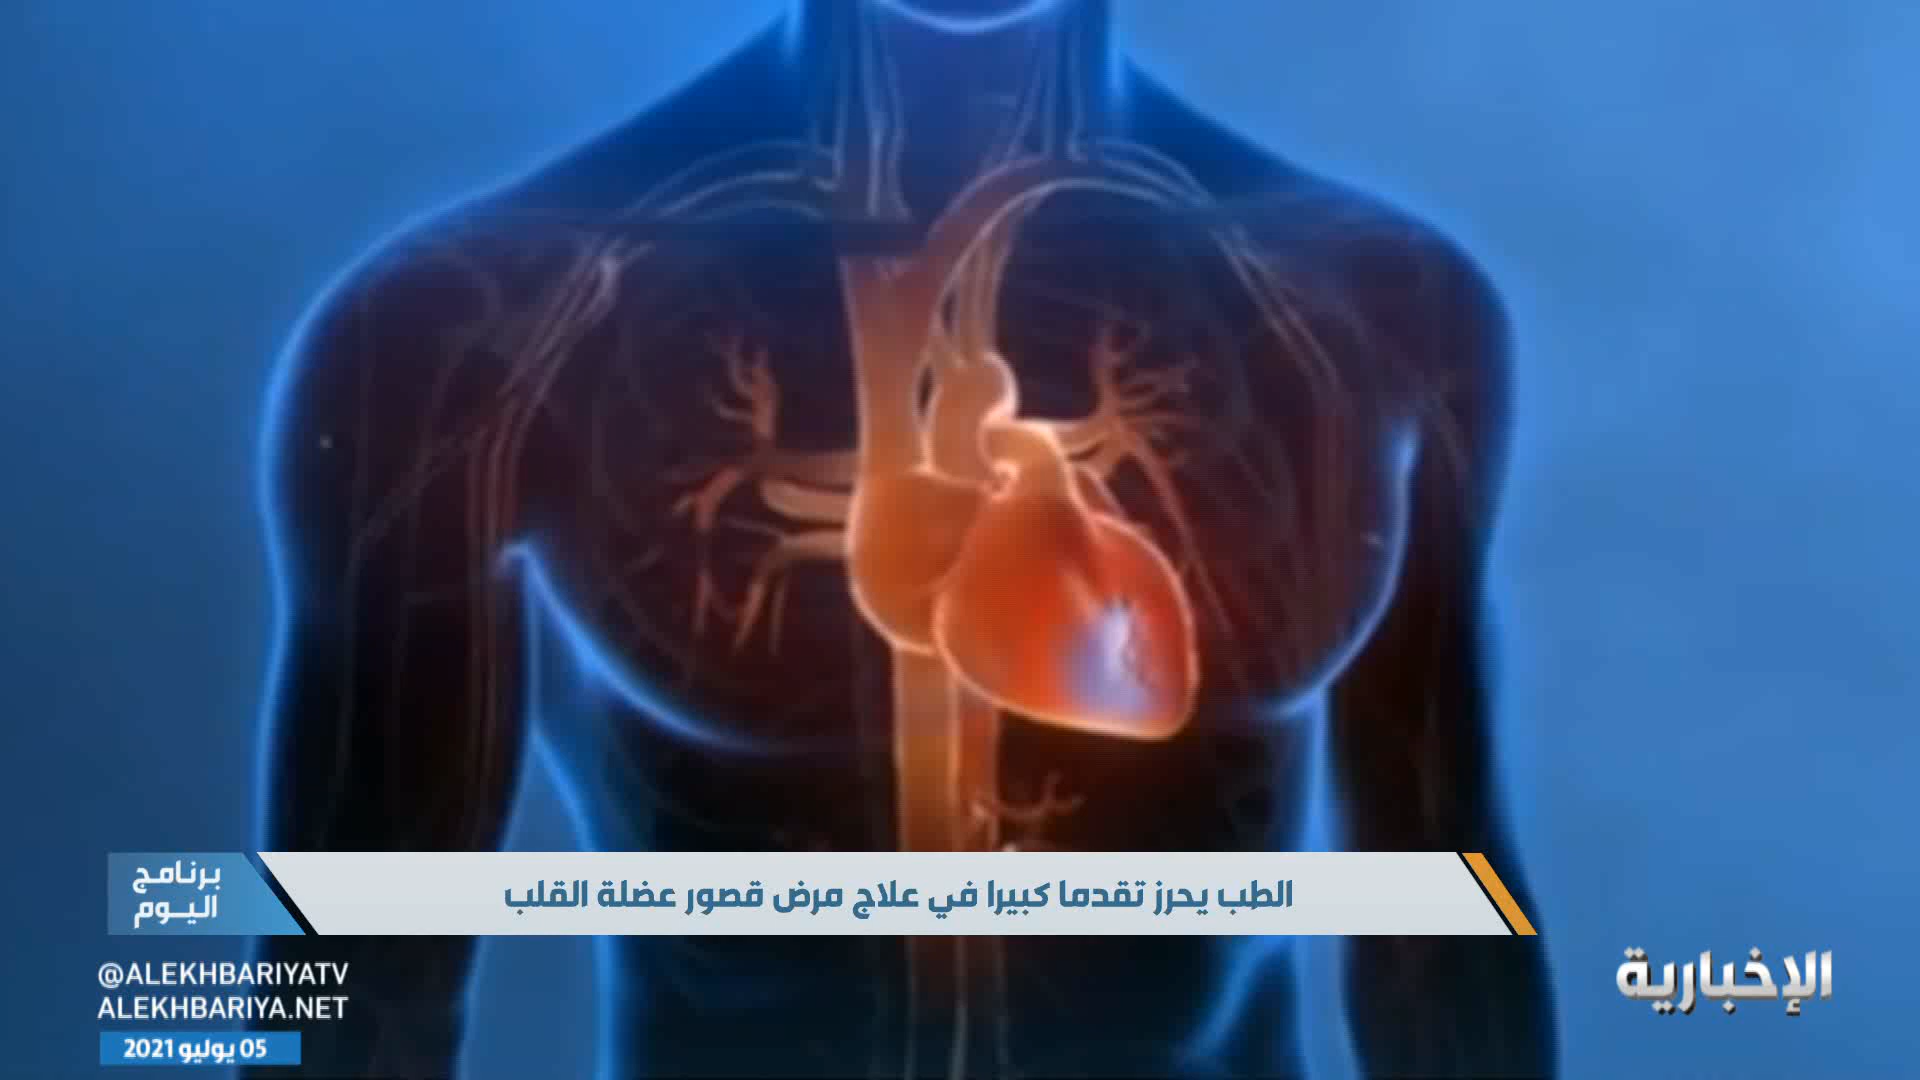 الطب يحرز تقدما كبيرا في علاج مرض قصور عضلة القلب
برنامج
اليوم
@ALEKHBARIYATV
ALEKHBARIYA.NET
05 يوليو 2021
الإخبارية